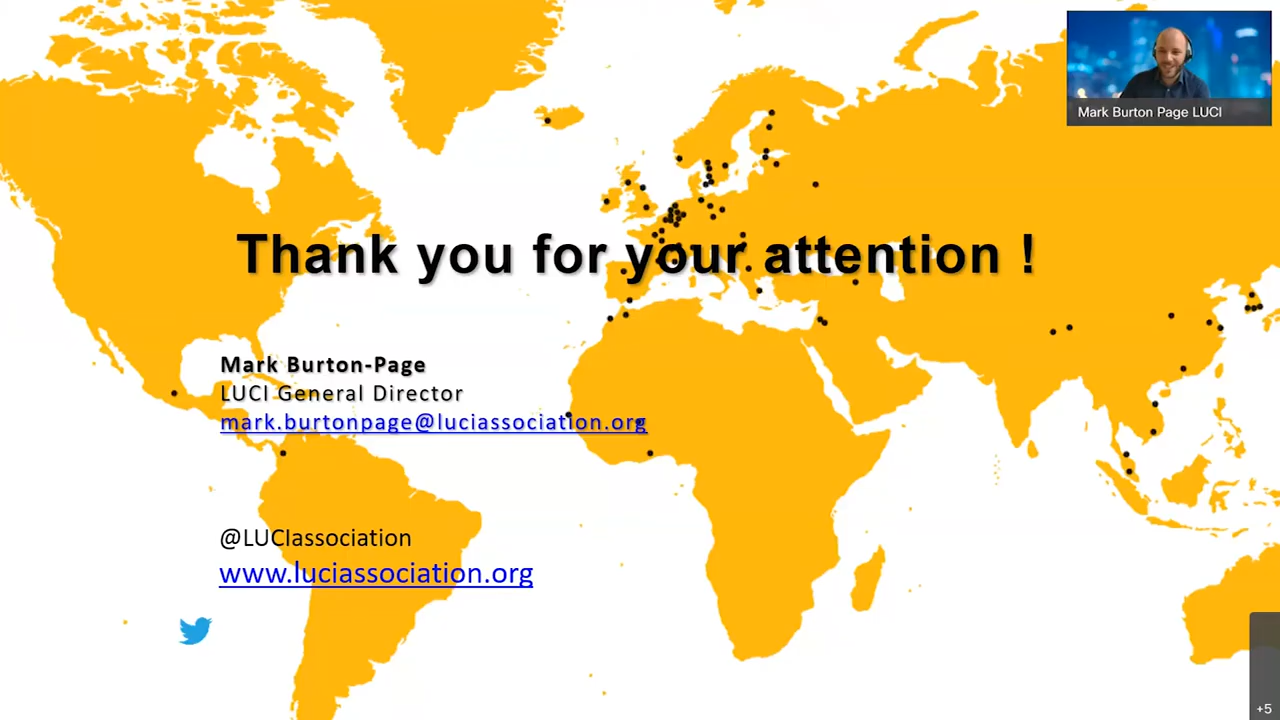 Mark Burton Page LUCI
Thank you for your attention !
Mark Burton-Page
LUCI General Director
mark.burtonpage@luciassociation.org
@LUCIassociation
www.luciassociation.org
+5